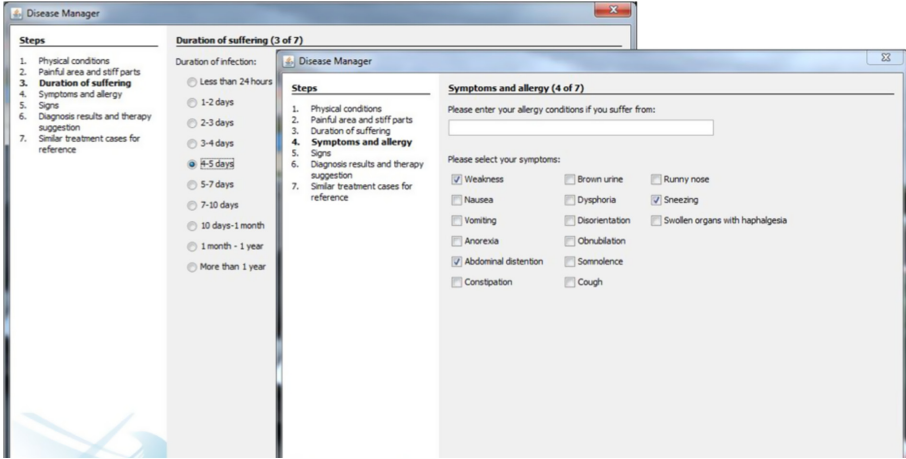 Disease Manager
Steps
1. Physical conditions
2. Painful area and stiff parts
3. Duration of suffering
4. Symptoms and allergy
5. Signs
6. Diagnosis results and therapy
suggestion
7. Similar treatment cases for
reference
Duration of suffering (3 of 7)
Duration of infection:
Less than 24 hours
1-2 days
2-3 days
3-4 days
4-5 days
5-7 days
7-10 days
10 days-1 month
1 month - 1 year
More than 1 year
Disease Manager
Steps
1. Physical conditions
2. Painful area and stiff parts
3. Duration of suffering
4. Symptoms and allergy
5. Signs
6. Diagnosis results and therapy
suggestion
7. Similar treatment cases for
reference
Symptoms and allergy (4 of 7)
Please enter your allergy conditions if you suffer from:
Please select your symptoms:
Weakness Brown urine Runny nose
Nausea Dysphoria Sneezing
Vomiting Disorientation Swollen organs with haphalgesia
Anorexia Obnubilation
Abdominal distention Somnolence
Constipation Cough